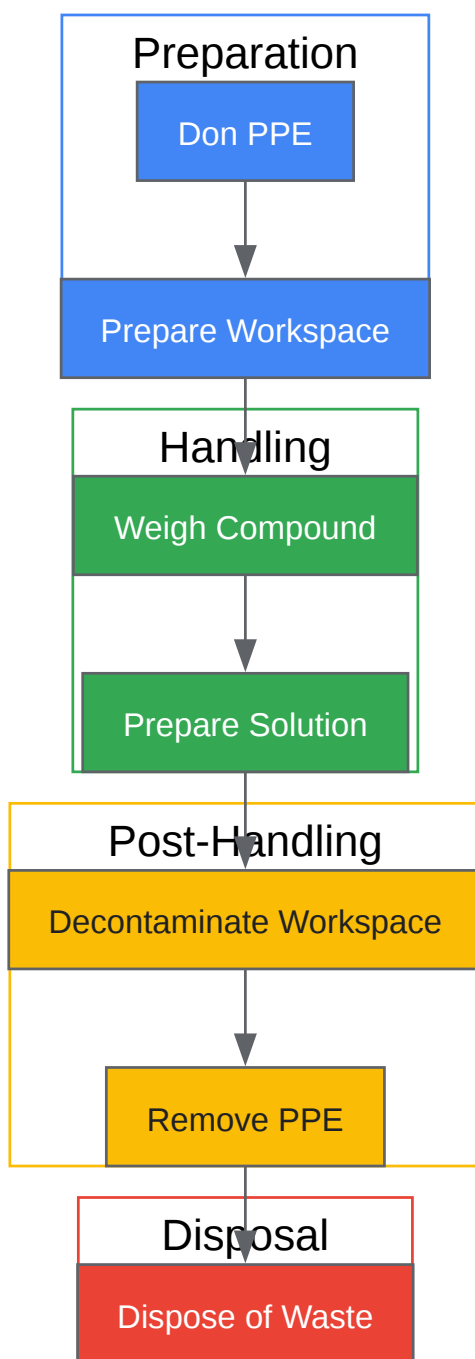 Preparation
Don PPE
Prepare Workspace
Handling
Weigh Compound
Prepare Solution
Post-Handling
Decontaminate Workspace
Remove PPE
Disposal
Dispose of Waste